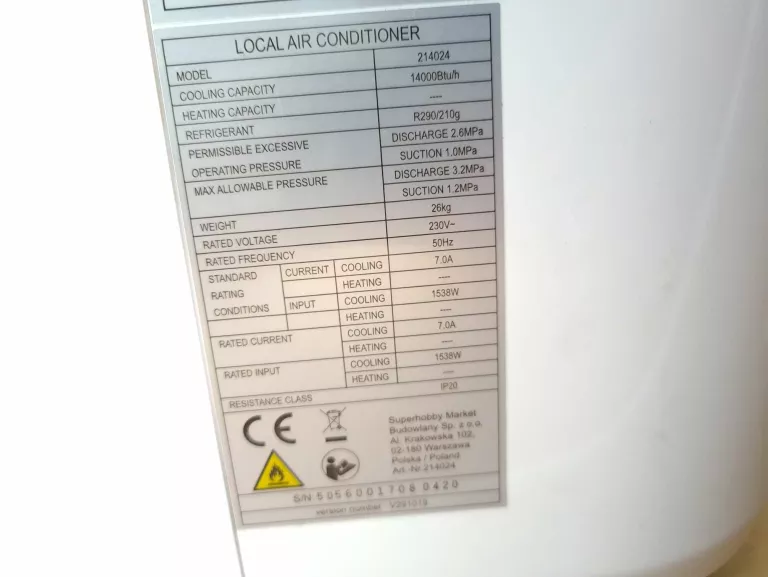 LOCAL AIR CONDITIONER
MODEL 214024
COOLING CAPACITY 14000Btu/h
HEATING CAPACITY ----
REFRIGERANT R290/210g
PERMISSIBLE EXCESSIVE OPERATING PRESSURE DISCHARGE 2.6MPa
SUCTION 1.0MPa
MAX ALLOWABLE PRESSURE DISCHARGE 3.2MPa
SUCTION 1.2MPa
WEIGHT 26kg
RATED VOLTAGE 230V~
RATED FREQUENCY 50Hz
STANDARD RATING CONDITIONS CURRENT COOLING 7.0A
HEATING ----
INPUT COOLING 1538W
HEATING ----
RATED CURRENT COOLING 7.0A
HEATING ----
RATED INPUT COOLING 1538W
HEATING ----
RESISTANCE CLASS IP20
CE
Superhobby Market
Budowlany Sp. z o.o.
Al. Krakowska 102,
02-180 Warszawa
Polska / Poland
Art.-Nr 214024
S/N 5056001708 0420
version number V291019